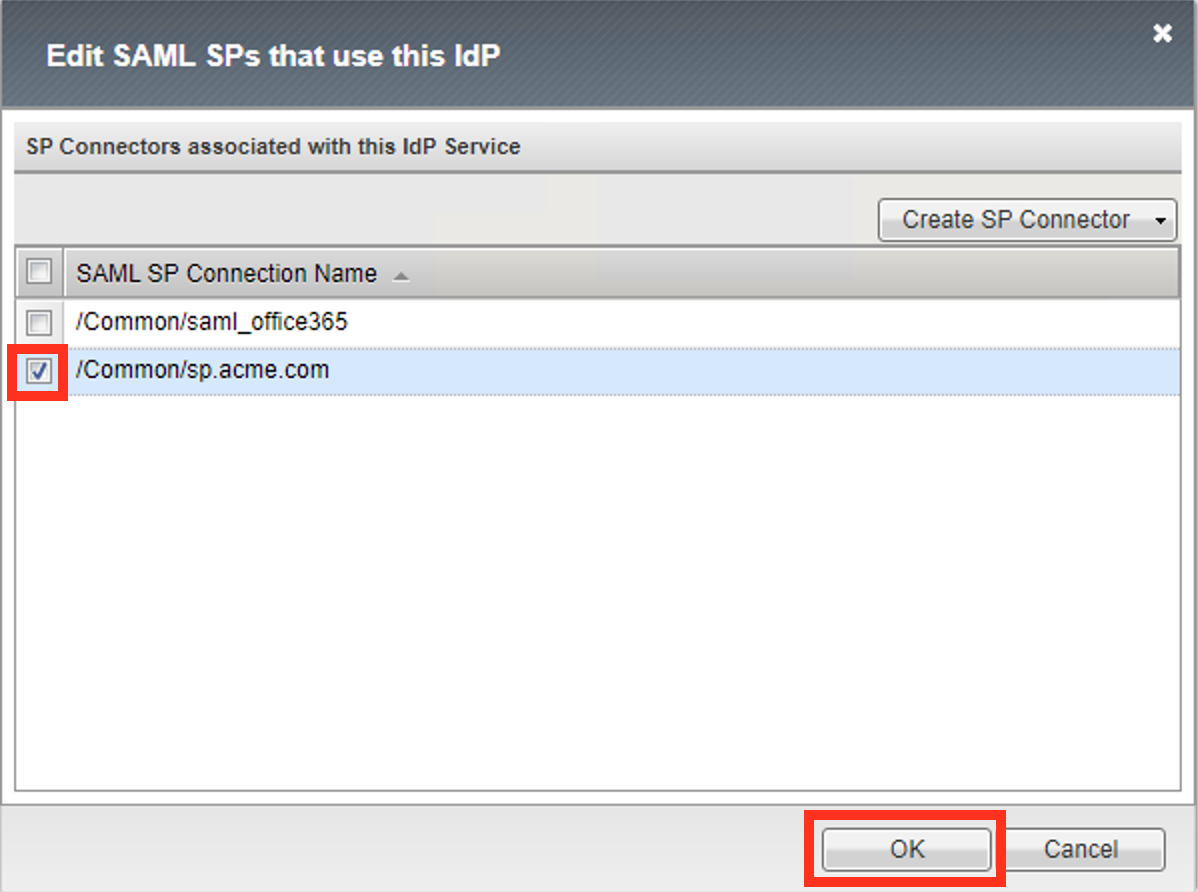 Edit SAML SPs that use this IdP
SP Connectors associated with this IdP Service
Create SP Connector
SAML SP Connection Name
/Common/saml_office365
/Common/sp.acme.com
OK
Cancel